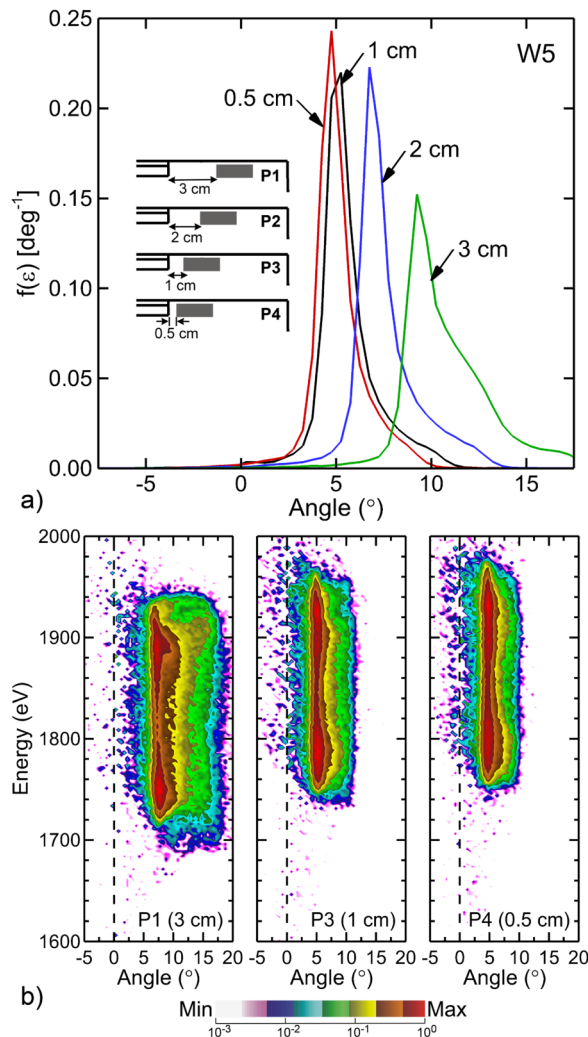 0.25
0.20
0.15
0.10
0.05
0.00
f(ε) [deg⁻¹]
W5
1 cm
0.5 cm
2 cm
3 cm
P1
3 cm
P2
2 cm
P3
1 cm
P4
0.5 cm
-5 0 5 10 15
a) Angle (°)
2000
1900
1800
1700
1600
Energy (eV)
P1 (3 cm) P3 (1 cm) P4 (0.5 cm)
-5 0 5 10 15 20 -5 0 5 10 15 20 -5 0 5 10 15 20
Angle (°) Angle (°) Angle (°)
b) Min Max
10⁻³ 10⁻² 10⁻¹ 10⁰